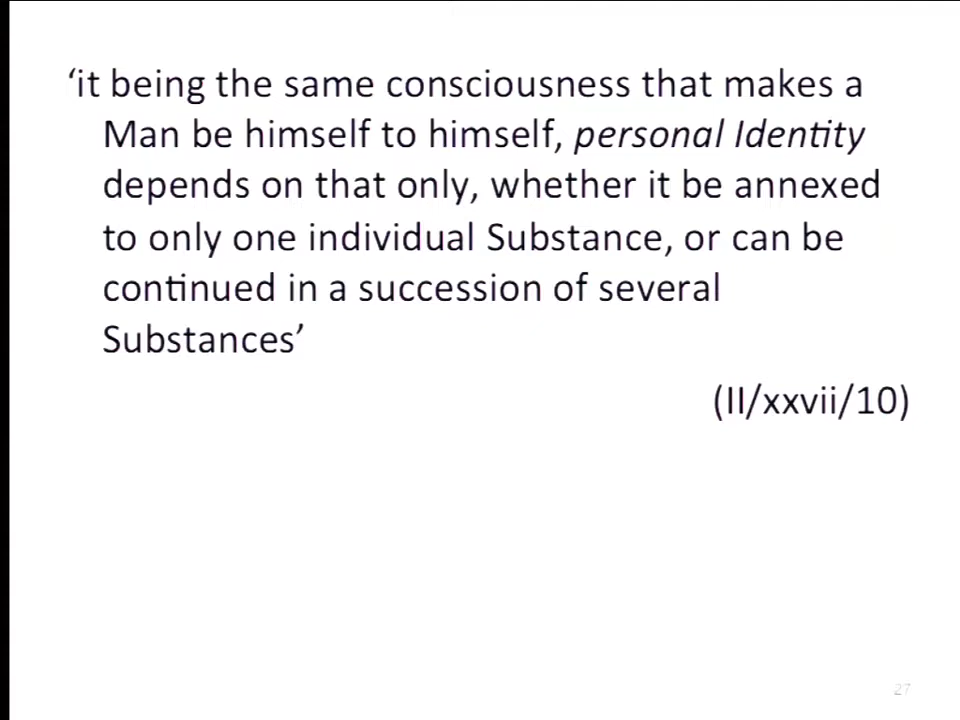 ‘it being the same consciousness that makes a
Man be himself to himself, personal Identity
depends on that only, whether it be annexed
to only one individual Substance, or can be
continued in a succession of several
Substances’
(II/xxvii/10)
27